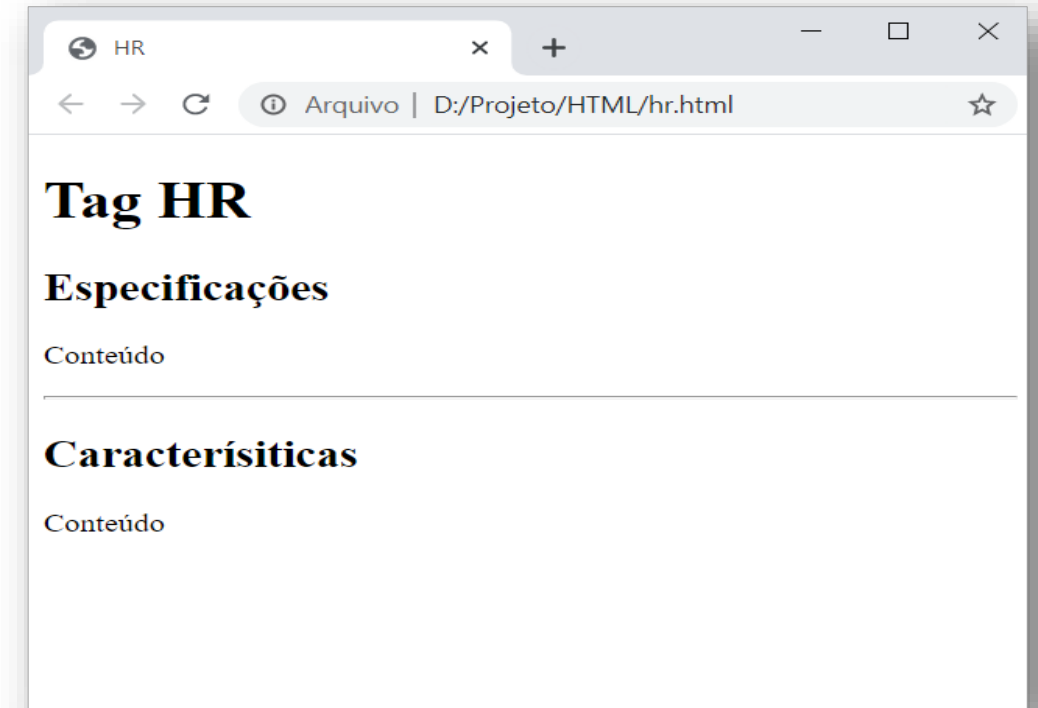 HR
Arquivo | D:/Projeto/HTML/hr.html
Tag HR
Especificações
Conteúdo
Caracterísiticas
Conteúdo